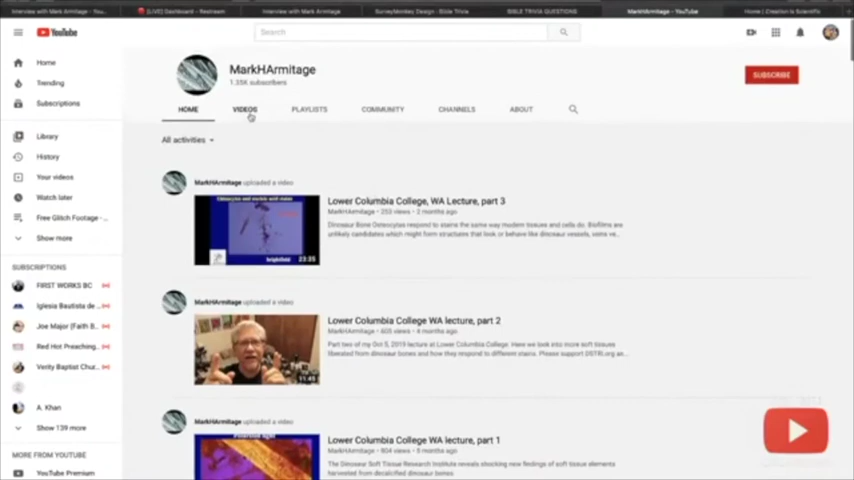 Interview with Mark Armitage - You...
[LIVE] Dashboard - Restream
Interview with Mark Armitage
SurveyMonkey Design - Bible Trivia
BIBLE TRIVIA QUESTIONS
MarkHArmitage - YouTube
Home | Creation is Scientific
YouTube
Search
Home
Trending
Subscriptions
Library
History
Your videos
Watch later
Free Glitch Footage - ...
Show more
SUBSCRIPTIONS
FIRST WORKS BC
Iglesia Bautista de ...
Joe Major (Faith B...
Red Hot Preaching...
Verity Baptist Chur...
A. Khan
Show 139 more
MORE FROM YOUTUBE
YouTube Premium
MarkHArmitage
1.35K subscribers
SUBSCRIBE
HOME
VIDEOS
PLAYLISTS
COMMUNITY
CHANNELS
ABOUT
All activities
MarkHArmitage uploaded a video
23:35
Lower Columbia College, WA Lecture, part 3
MarkHArmitage • 253 views • 2 months ago
Dinosaur Bone Osteocytes respond to stains the same way modern tissues and cells do. Biofilms are
unlikely candidates which might form structures that look or behave like dinosaur vessels, veins ve...
MarkHArmitage uploaded a video
11:45
Lower Columbia College WA lecture, part 2
MarkHArmitage • 605 views • 4 months ago
Part two of my Oct 5, 2019 lecture at Lower Columbia College. Here we look into more soft tissues
liberated from dinosaur bones and how they respond to different stains. Please support DSTRI.org as
MarkHArmitage uploaded a video
Polarized light
Lower Columbia College WA lecture, part 1
MarkHArmitage • 804 views • 5 months ago
The Dinosaur Soft Tissue Research Institute reveals shocking new findings of soft tissue elements
harvested from decalcified dinosaur bones.